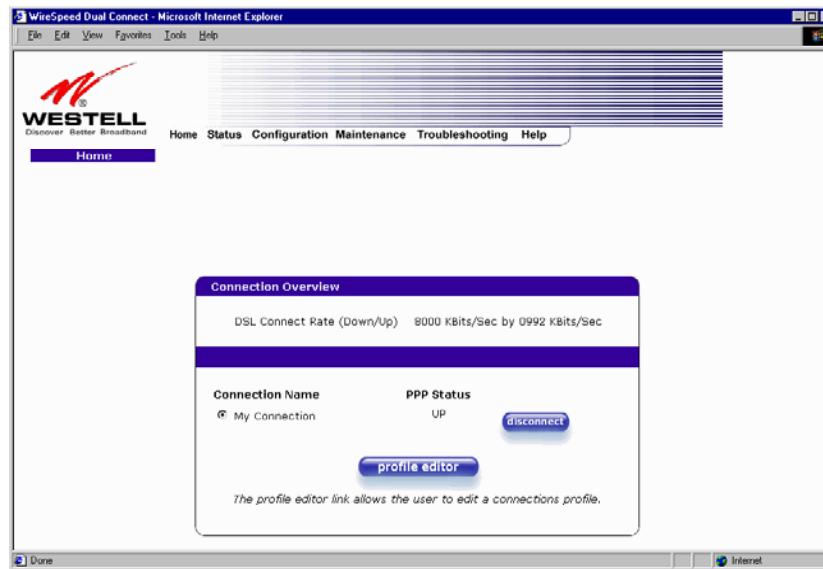 WireSpeed Dual Connect - Microsoft Internet Explorer
File Edit View Favorites Tools Help
WESTELL
®
Discover Better Broadband
Home Status Configuration Maintenance Troubleshooting Help
Home
Connection Overview
DSL Connect Rate (Down/Up) 8000 KBits/Sec by 0992 KBits/Sec
Connection Name PPP Status
My Connection UP disconnect
profile editor
The profile editor link allows the user to edit a connections profile.
Done Internet